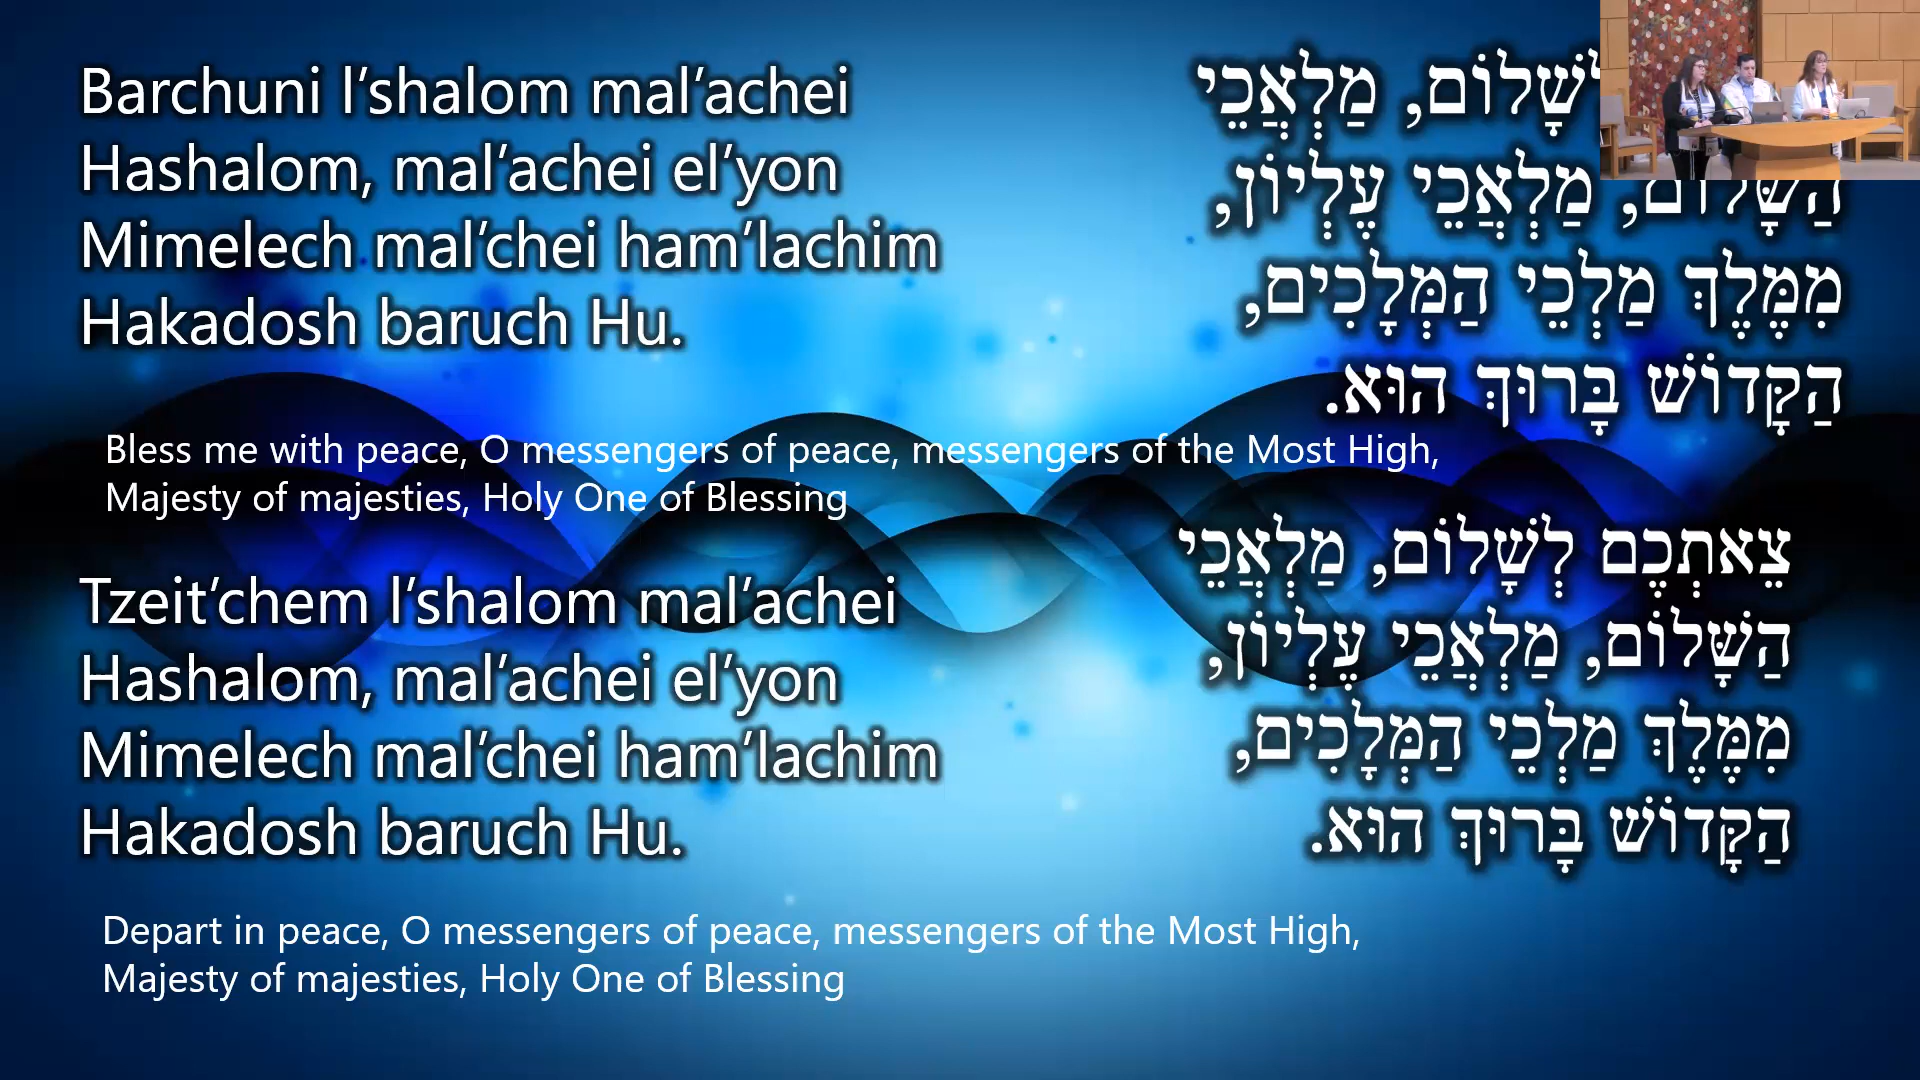 Barchuni l’shalom mal’achei
Hashalom, mal’achei el’yon
Mimelech mal’chei ham’lachim
Hakadosh baruch Hu.
לְשָׁלוֹם, מַלְאֲכֵי
הַשָּׁלוֹם, מַלְאֲכֵי עֶלְיוֹן,
מִמֶּלֶךְ מַלְכֵי הַמְּלָכִים,
הַקָּדוֹשׁ בָּרוּךְ הוּא.
Bless me with peace, O messengers of peace, messengers of the Most High,
Majesty of majesties, Holy One of Blessing
Tzeit’chem l’shalom mal’achei
Hashalom, mal’achei el’yon
Mimelech mal’chei ham’lachim
Hakadosh baruch Hu.
צֵאתְכֶם לְשָׁלוֹם, מַלְאֲכֵי
הַשָּׁלוֹם, מַלְאֲכֵי עֶלְיוֹן,
מִמֶּלֶךְ מַלְכֵי הַמְּלָכִים,
הַקָּדוֹשׁ בָּרוּךְ הוּא.
Depart in peace, O messengers of peace, messengers of the Most High,
Majesty of majesties, Holy One of Blessing